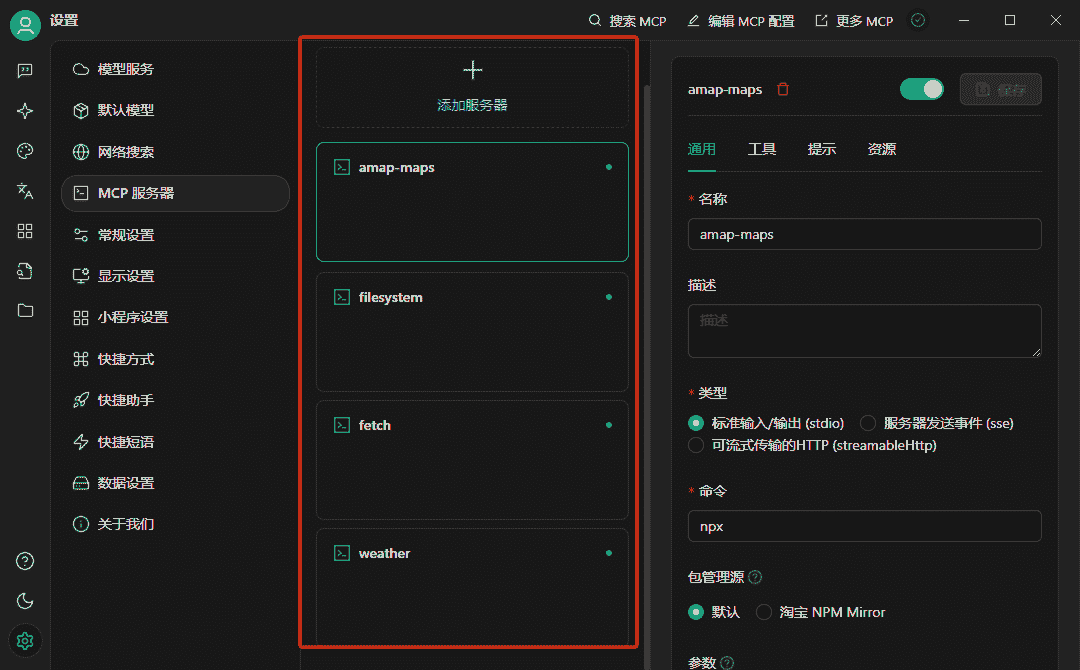 设置
搜索 MCP
编辑 MCP 配置
更多 MCP
模型服务
默认模型
网络搜索
MCP 服务器
常规设置
显示设置
小程序设置
快捷方式
快捷助手
快捷短语
数据设置
关于我们
添加服务器
amap-maps
filesystem
fetch
weather
amap-maps
保存
通用 工具 提示 资源
* 名称
amap-maps
描述
描述
* 类型
标准输入/输出 (stdio) 服务器发送事件 (sse)
可流式传输的HTTP (streamableHttp)
* 命令
npx
包管理源
默认 淘宝 NPM Mirror
参数